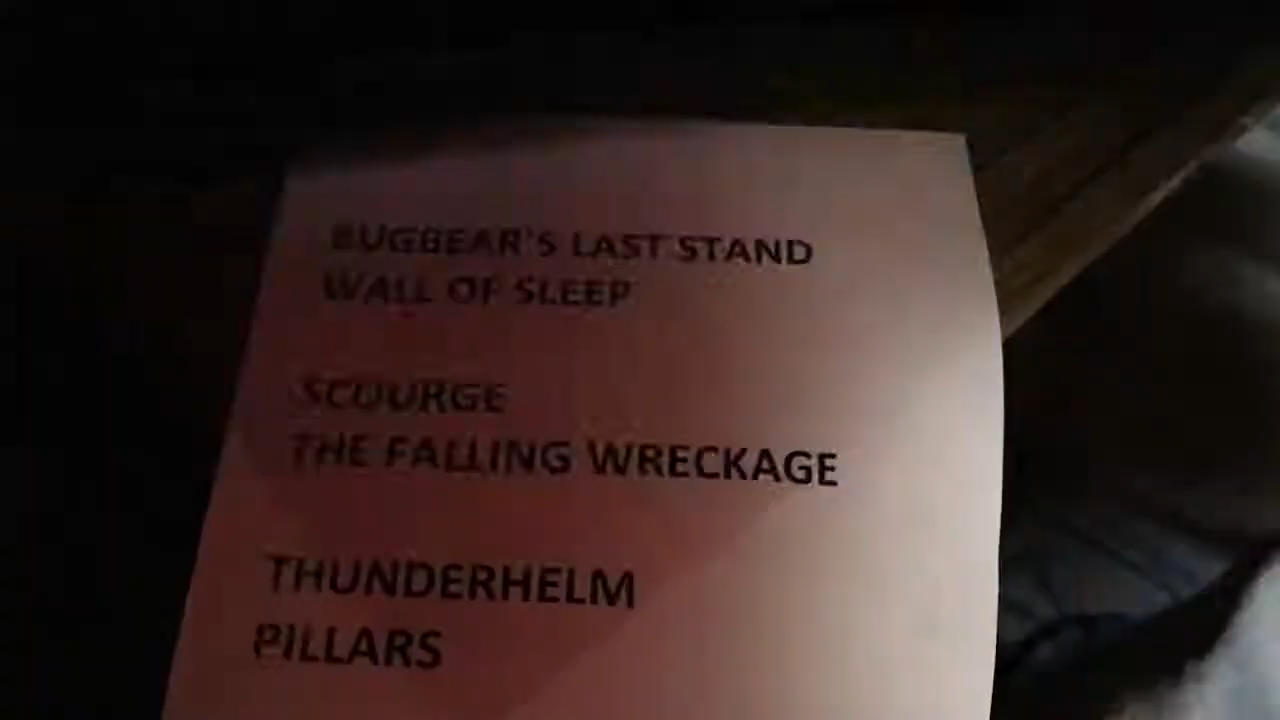 BUGBEAR'S LAST STAND
WALL OF SLEEP
SCOURGE
THE FALLING WRECKAGE
THUNDERHELM
PILLARS